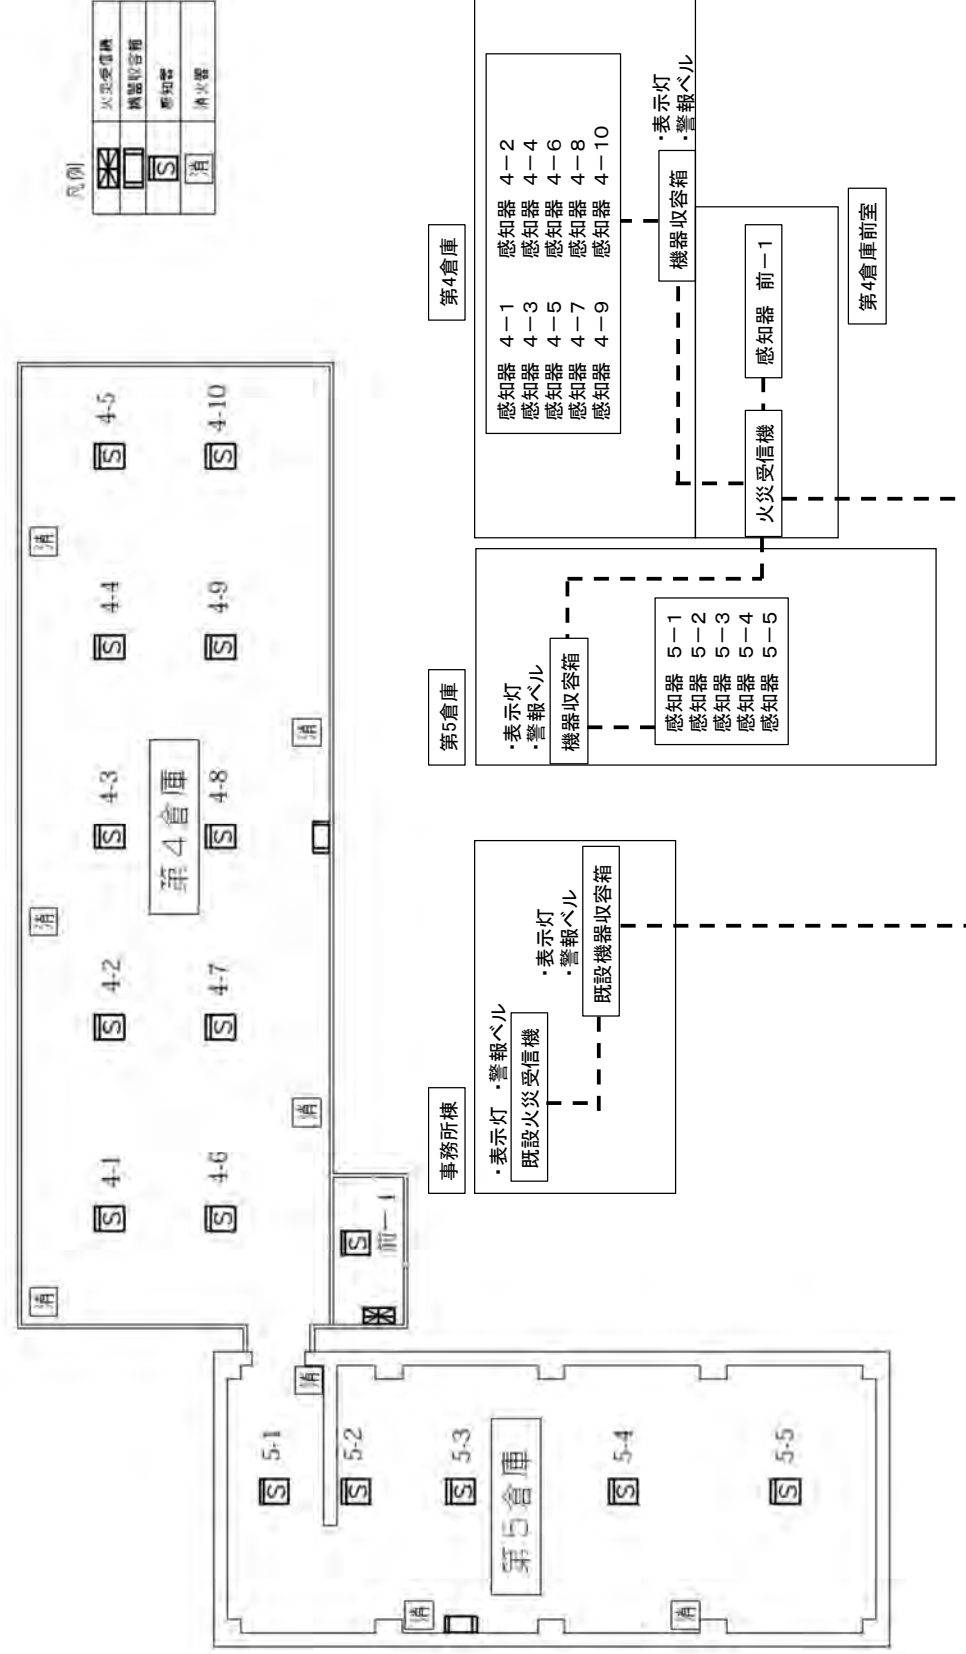 凡例
火災受信機
機器収容箱
感知器
消 消火器
第4倉庫
S 4-1
S 4-2
S 4-3
S 4-4
S 4-5
S 4-6
S 4-7
S 4-8
S 4-9
S 4-10
消
消
消
消
消
S 前-1
第5倉庫
S 5-1
S 5-2
S 5-3
S 5-4
S 5-5
消
消
消
事務所棟
・表示灯 ・警報ベル
既設火災受信機
・表示灯
・警報ベル
既設機器収容箱
第5倉庫
・表示灯
・警報ベル
機器収容箱
感知器 5-1
感知器 5-2
感知器 5-3
感知器 5-4
感知器 5-5
第4倉庫
感知器 4-1 感知器 4-2
感知器 4-3 感知器 4-4
感知器 4-5 感知器 4-6
感知器 4-7 感知器 4-8
感知器 4-9 感知器 4-10
・表示灯
・警報ベル
機器収容箱
火災受信機
感知器 前-1
第4倉庫前室